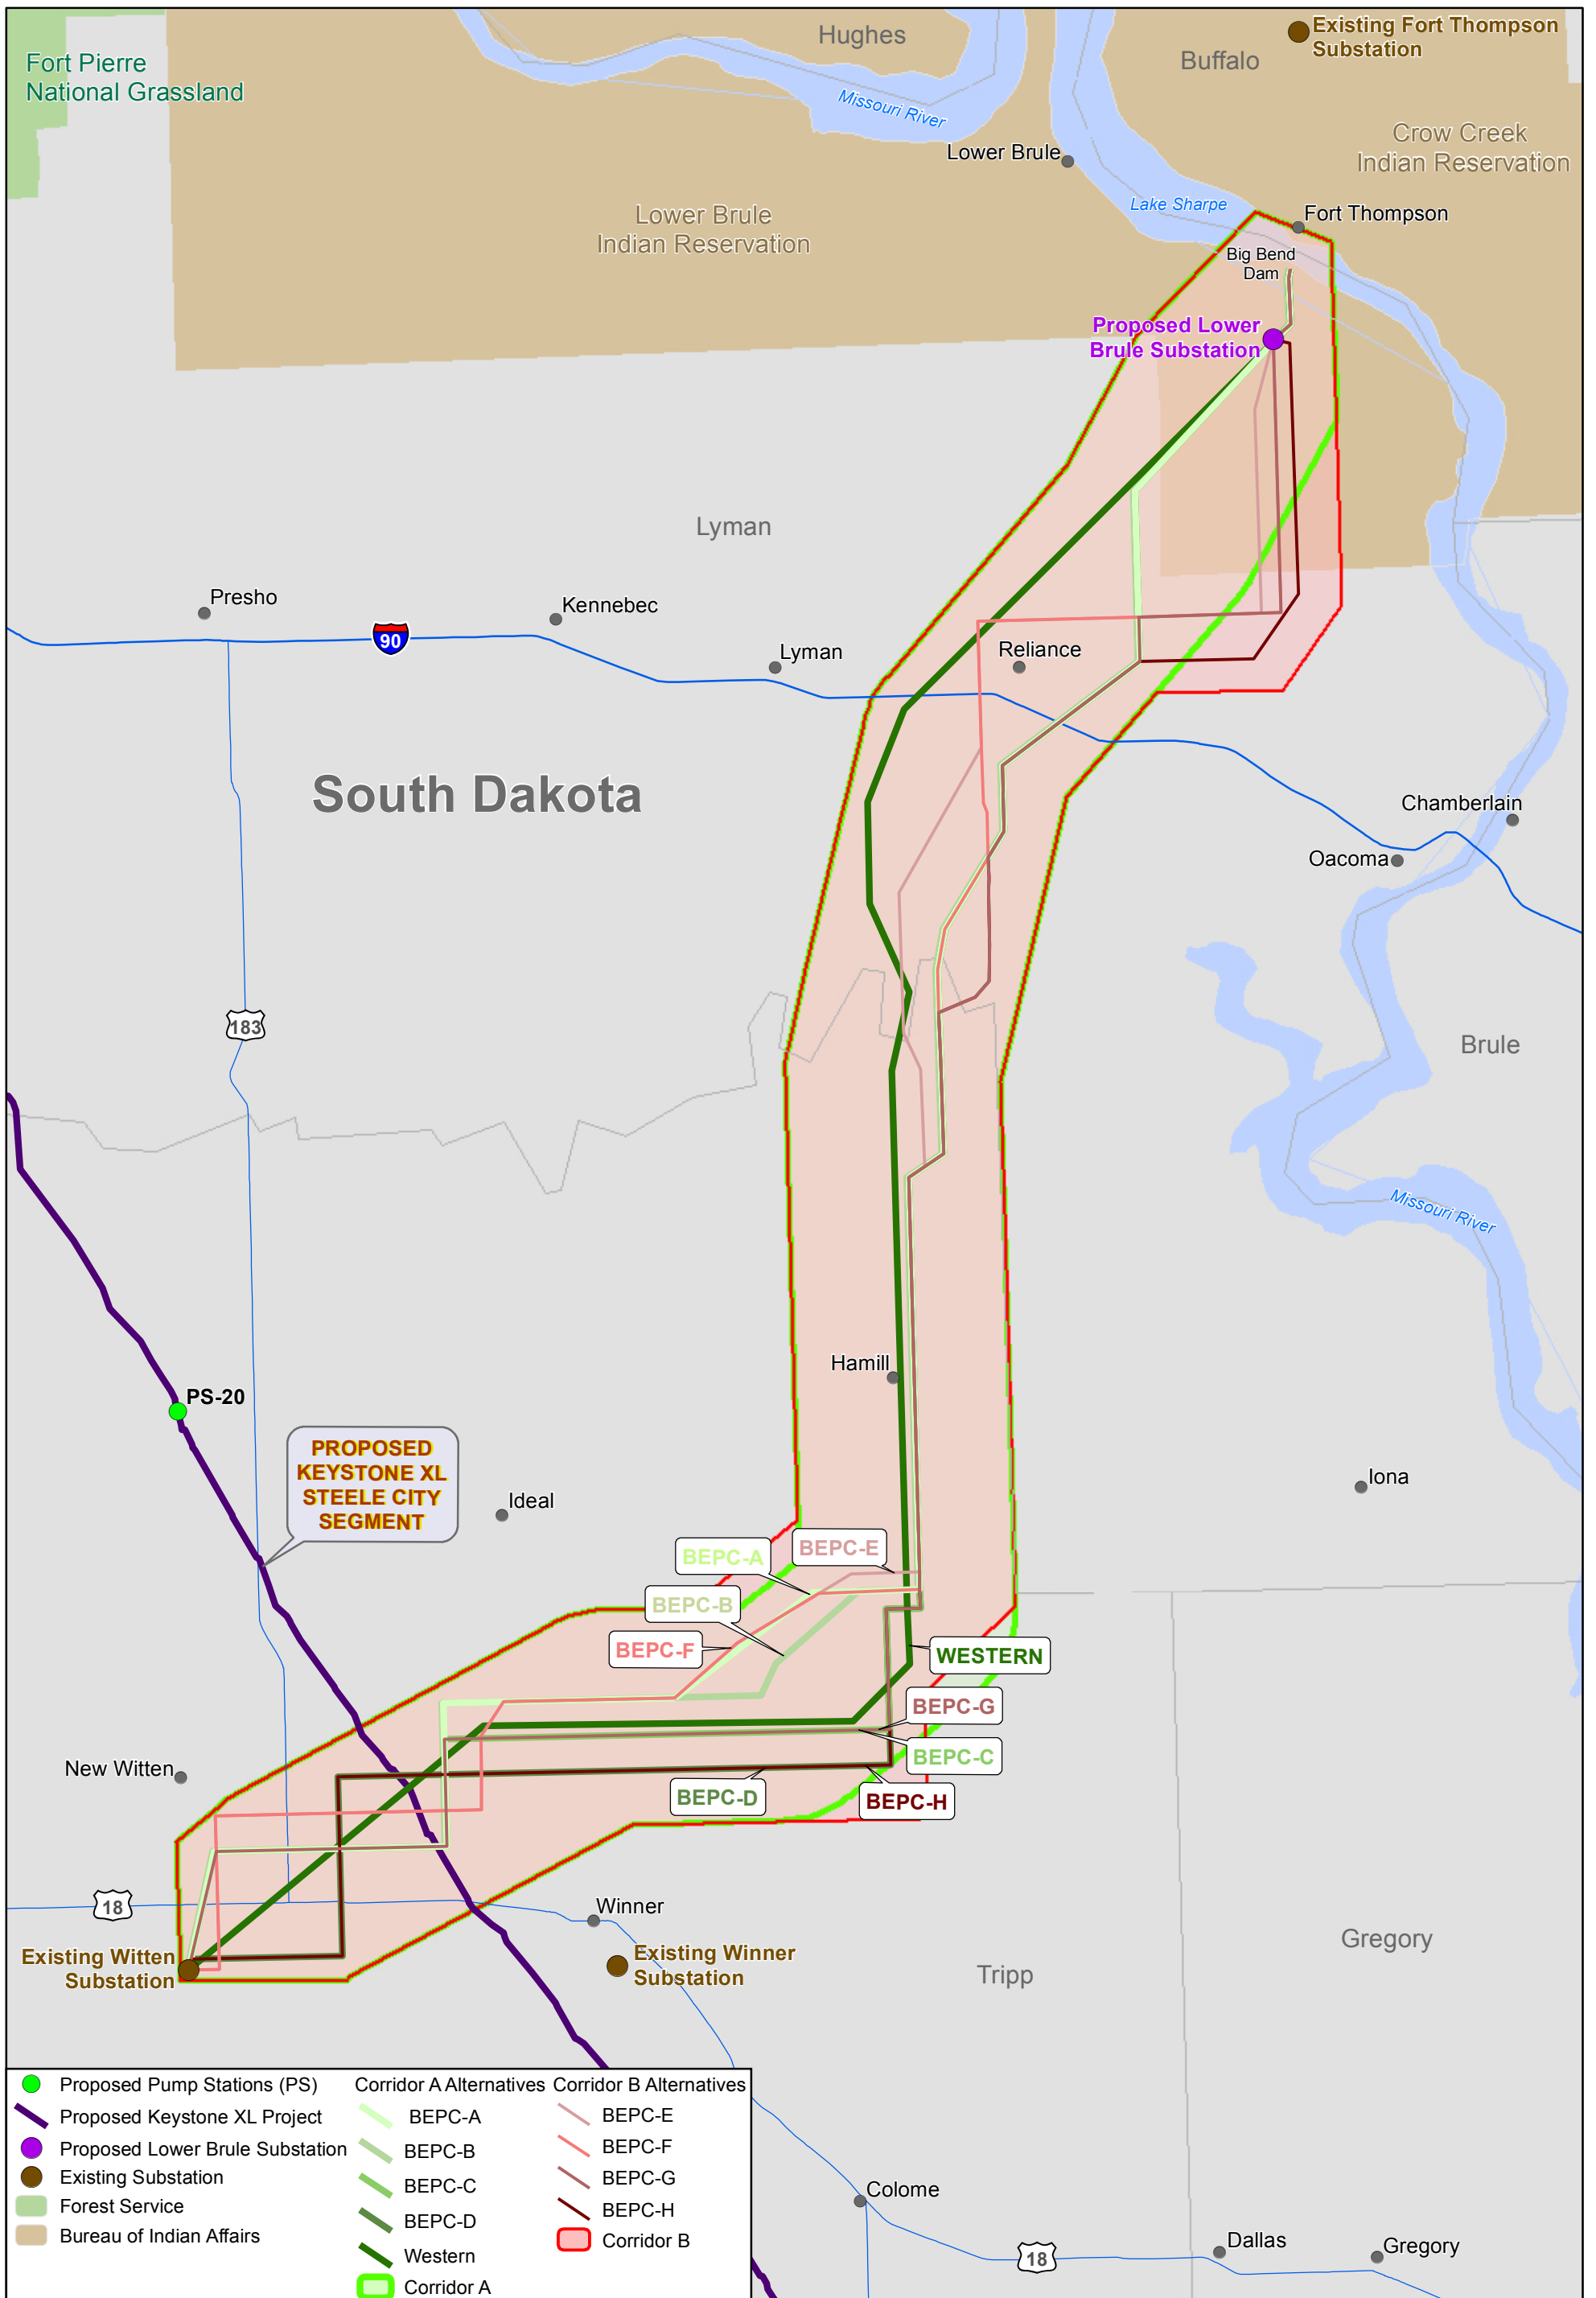 Hughes
Existing Fort Thompson
Substation
Fort Pierre
National Grassland
Buffalo
Missouri River
Crow Creek
Indian Reservation
Lower Brule
Lake Sharpe
Lower Brule
Indian Reservation
Fort Thompson
Big Bend
Dam
Proposed Lower
Brule Substation
Lyman
Presho
Kennebec
90
Lyman
Reliance
South Dakota
Chamberlain
Oacoma
183
Brule
Missouri River
Hamill
PS-20
PROPOSED
KEYSTONE XL
STEELE CITY
SEGMENT
Ideal
Iona
BEPC-A
BEPC-E
BEPC-B
BEPC-F
WESTERN
BEPC-G
BEPC-C
New Witten
BEPC-D
BEPC-H
18
Winner
Existing Witten
Substation
Existing Winner
Substation
Gregory
Tripp
Proposed Pump Stations (PS)
Proposed Keystone XL Project
Proposed Lower Brule Substation
Existing Substation
Forest Service
Bureau of Indian Affairs
Corridor A Alternatives
BEPC-A
BEPC-B
BEPC-C
BEPC-D
Western
Corridor A
Corridor B Alternatives
BEPC-E
BEPC-F
BEPC-G
BEPC-H
Corridor B
Colome
18
Dallas
Gregory